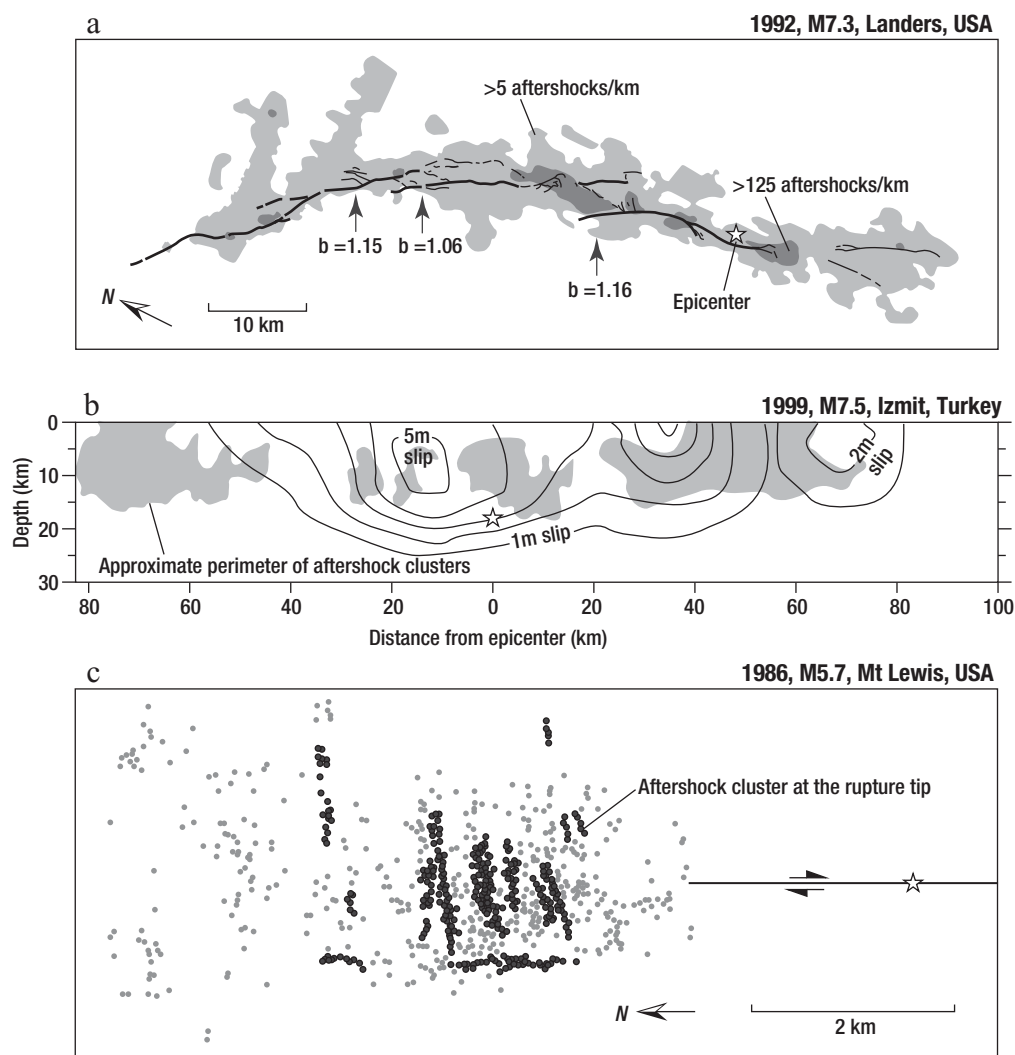 a
1992, M7.3, Landers, USA
>5 aftershocks/km
>125 aftershocks/km
b =1.15
b =1.06
b =1.16
Epicenter
N
10 km
b
1999, M7.5, Izmit, Turkey
0
10
20
30
Depth (km)
5m
slip
2m
slip
1m slip
Approximate perimeter of aftershock clusters
80
60
40
20
0
20
40
60
80
100
Distance from epicenter (km)
c
1986, M5.7, Mt Lewis, USA
Aftershock cluster at the rupture tip
N
2 km